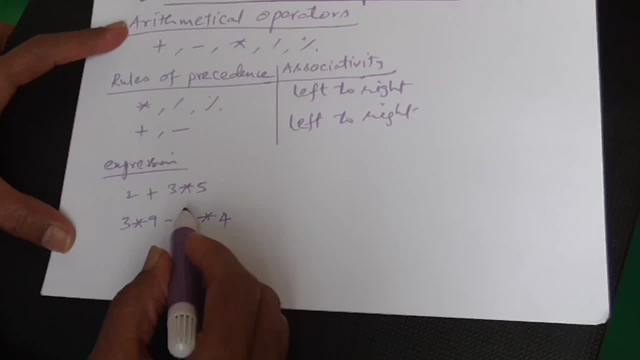 Arithmetical operators
+, -, *, /, %
Rules of precedence Associativity
*, /, % left to right
+, - left to right
expression
2 + 3*5
3*9 - *4